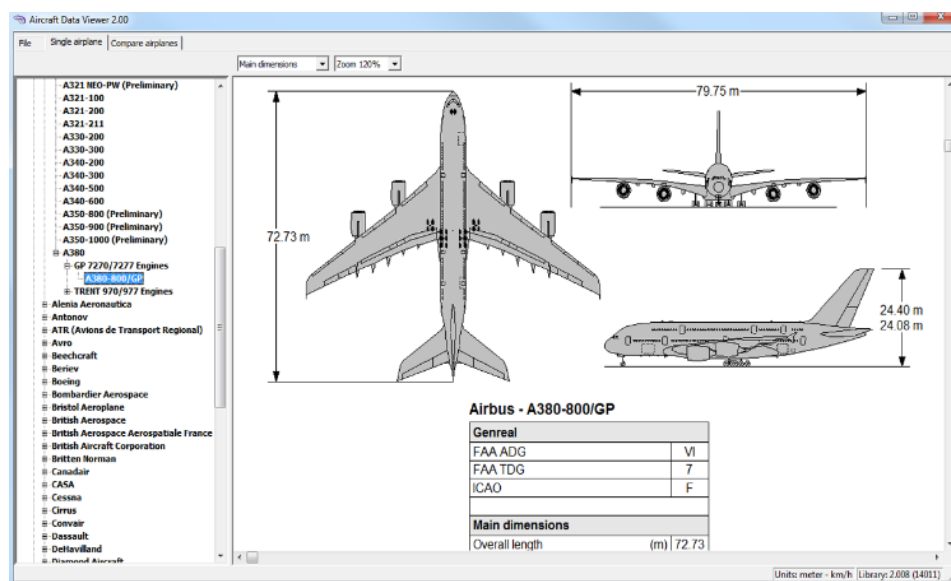 Aircraft Data Viewer 2.00
File Single airplane Compare airplanes
Main dimensions Zoom 120%
A321 NEO-PW (Preliminary)
A321-100
A321-200
A321-211
A330-200
A330-300
A340-200
A340-300
A340-500
A340-600
A350-800 (Preliminary)
A350-900 (Preliminary)
A350-1000 (Preliminary)
A380
GP 7270/7277 Engines
A380-800/GP
TRENT 970/977 Engines
Alenia Aeronautica
Antonov
ATR (Avions de Transport Regional)
Avro
Beechcraft
Beriev
Boeing
Bombardier Aerospace
Bristol Aeroplane
British Aerospace
British Aerospace Aerospatiale France
British Aircraft Corporation
Britten Norman
Canadair
CASA
Cessna
Cirrus
Convair
Dassault
DeHavilland
Diamond Aircraft
72.73 m
79.75 m
24.40 m
24.08 m
Airbus - A380-800/GP
Genreal
FAA ADG VI
FAA TDG 7
ICAO F
Main dimensions
Overall length (m) 72.73
Units: meter - km/h Library: 2.008 (14011)